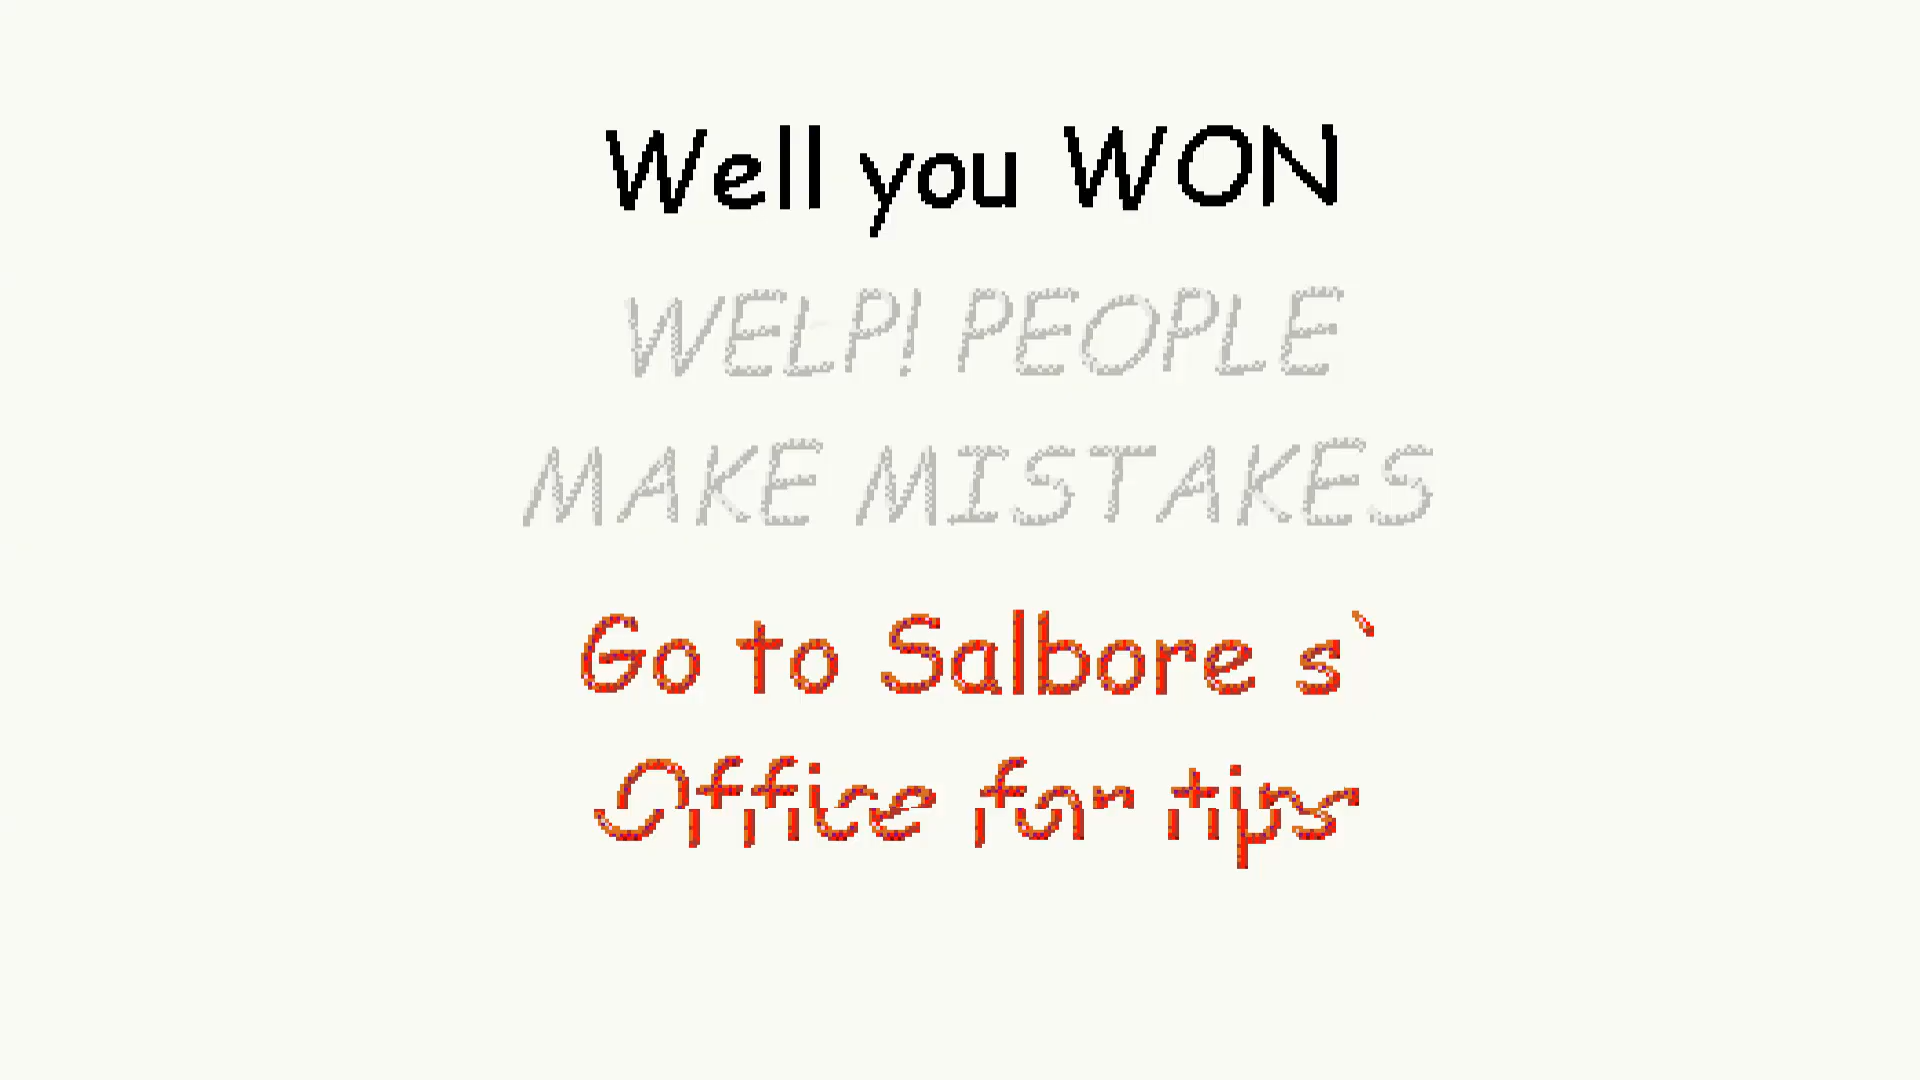 Well you WON
WELP! PEOPLE
MAKE MISTAKES
Go to Salbore s`
Office for tips